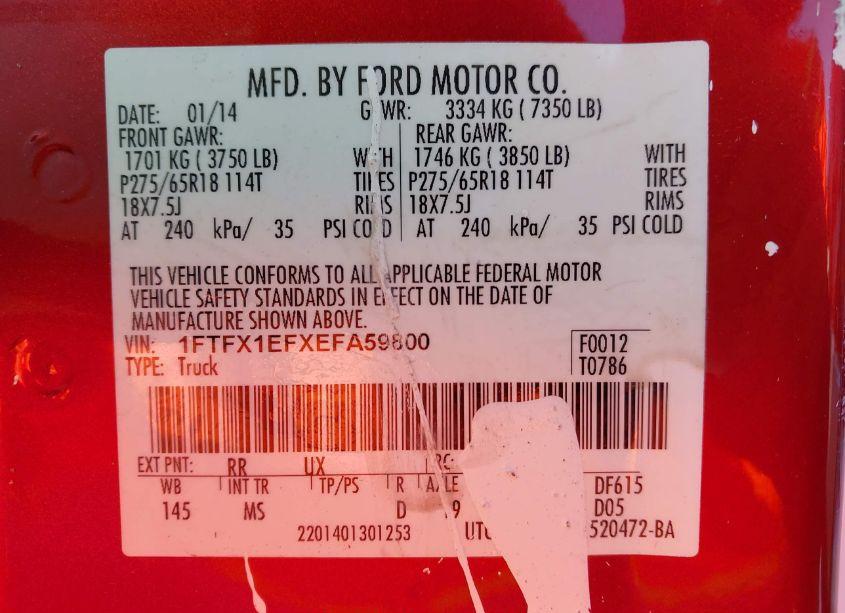 MFD. BY FORD MOTOR CO.
DATE: 01/14 GVWR: 3334 KG ( 7350 LB)
FRONT GAWR: REAR GAWR:
1701 KG ( 3750 LB) WITH 1746 KG ( 3850 LB) WITH
P275/65R18 114T TIRES P275/65R18 114T TIRES
18X7.5J RIMS 18X7.5J RIMS
AT 240 kPa/ 35 PSI COLD AT 240 kPa/ 35 PSI COLD
THIS VEHICLE CONFORMS TO ALL APPLICABLE FEDERAL MOTOR
VEHICLE SAFETY STANDARDS IN EFFECT ON THE DATE OF
MANUFACTURE SHOWN ABOVE.
VIN: 1FTFX1EFXEFA59800 F0012
TYPE: Truck T0786
EXT PNT: RR UX RC:
WB INT TR TP/PS R AXLE DF615
145 MS D 19 D05
2201401301253 UTC 520472-BA